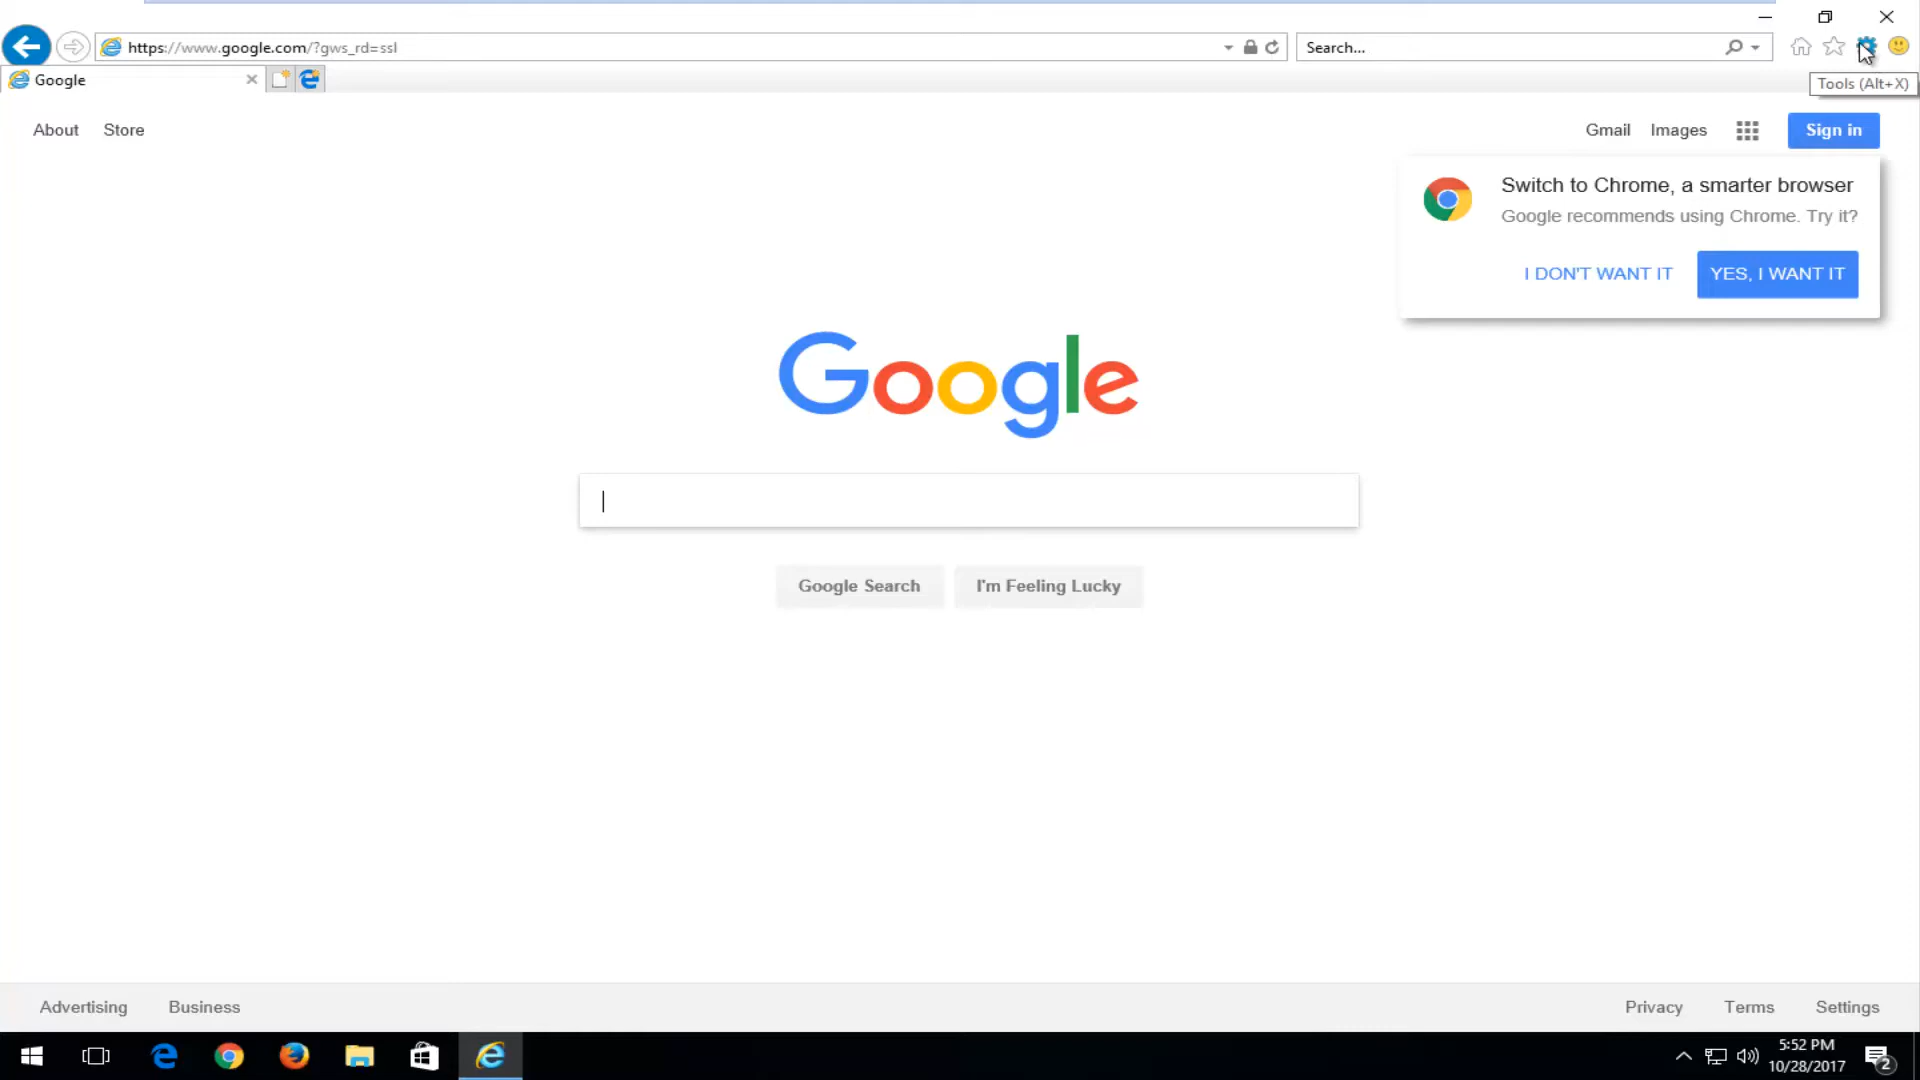 https://www.google.com/?gws_rd=ssl
Search...
Google
Tools (Alt+X)
About Store
Gmail Images Sign in
Switch to Chrome, a smarter browser
Google recommends using Chrome. Try it?
I DON'T WANT IT YES, I WANT IT
Google
Google Search I'm Feeling Lucky
Advertising Business
Privacy Terms Settings
5:52 PM
10/28/2017
2